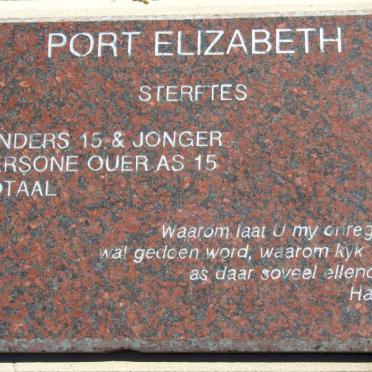 PORT ELIZABETH
STERFTES
NDERS 15 & JONGER
ERSONE OUER AS 15
OTAAL
Waarom laat U my onreg
wat gedoen word, waarom kyk
as daar soveel ellend
Ha